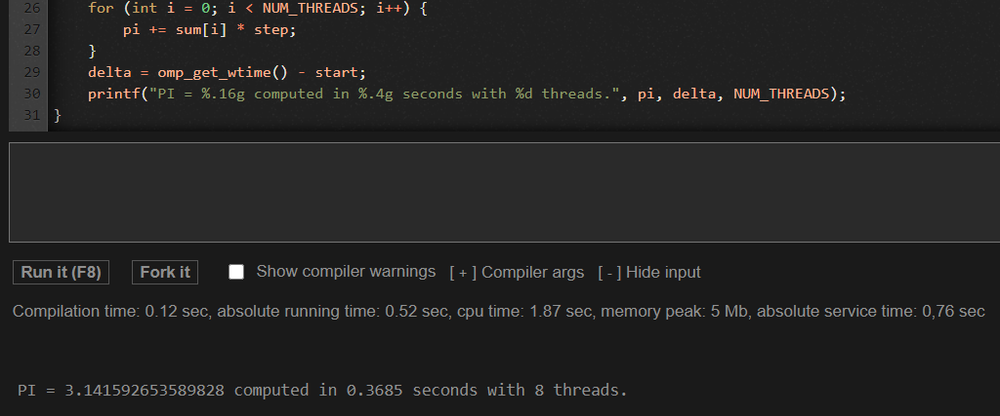 26 for (int i = 0; i < NUM_THREADS; i++) {
27 pi += sum[i] * step;
28 }
29 delta = omp_get_wtime() - start;
30 printf("PI = %.16g computed in %.4g seconds with %d threads.", pi, delta, NUM_THREADS);
31 }
Run it (F8) Fork it Show compiler warnings [ + ] Compiler args [ - ] Hide input
Compilation time: 0.12 sec, absolute running time: 0.52 sec, cpu time: 1.87 sec, memory peak: 5 Mb, absolute service time: 0,76 sec
PI = 3.141592653589828 computed in 0.3685 seconds with 8 threads.